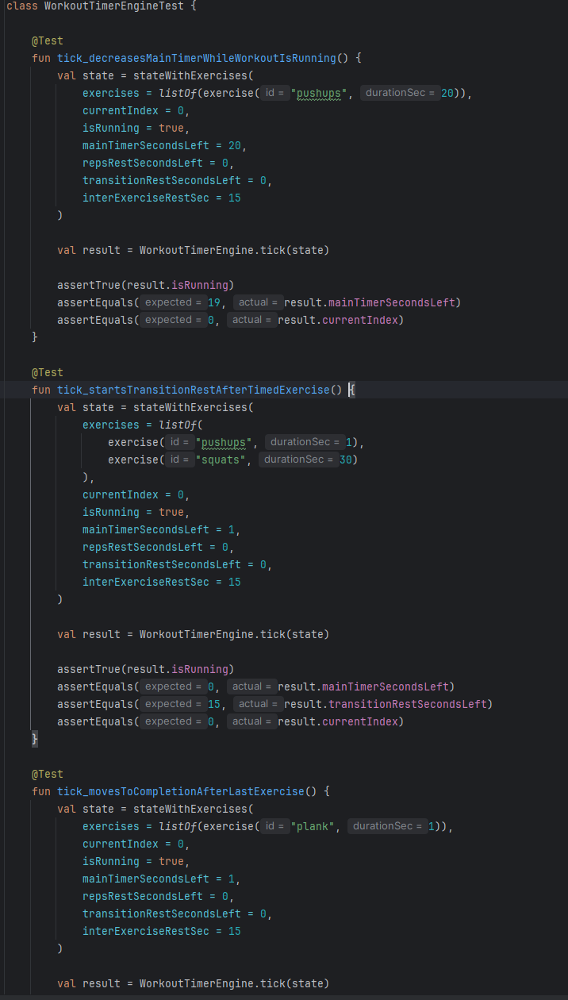 class WorkoutTimerEngineTest {
@Test
fun tick_decreasesMainTimerWhileWorkoutIsRunning() {
val state = stateWithExercises(
exercises = listOf(exercise( id = "pushups", durationSec = 20)),
currentIndex = 0,
isRunning = true,
mainTimerSecondsLeft = 20,
repsRestSecondsLeft = 0,
transitionRestSecondsLeft = 0,
interExerciseRestSec = 15
)
val result = WorkoutTimerEngine.tick(state)
assertTrue(result.isRunning)
assertEquals( expected = 19, actual = result.mainTimerSecondsLeft)
assertEquals( expected = 0, actual = result.currentIndex)
}
@Test
fun tick_startsTransitionRestAfterTimedExercise() {
val state = stateWithExercises(
exercises = listOf(
exercise( id = "pushups", durationSec = 1),
exercise( id = "squats", durationSec = 30)
),
currentIndex = 0,
isRunning = true,
mainTimerSecondsLeft = 1,
repsRestSecondsLeft = 0,
transitionRestSecondsLeft = 0,
interExerciseRestSec = 15
)
val result = WorkoutTimerEngine.tick(state)
assertTrue(result.isRunning)
assertEquals( expected = 0, actual = result.mainTimerSecondsLeft)
assertEquals( expected = 15, actual = result.transitionRestSecondsLeft)
assertEquals( expected = 0, actual = result.currentIndex)
}
@Test
fun tick_movesToCompletionAfterLastExercise() {
val state = stateWithExercises(
exercises = listOf(exercise( id = "plank", durationSec = 1)),
currentIndex = 0,
isRunning = true,
mainTimerSecondsLeft = 1,
repsRestSecondsLeft = 0,
transitionRestSecondsLeft = 0,
interExerciseRestSec = 15
)
val result = WorkoutTimerEngine.tick(state)